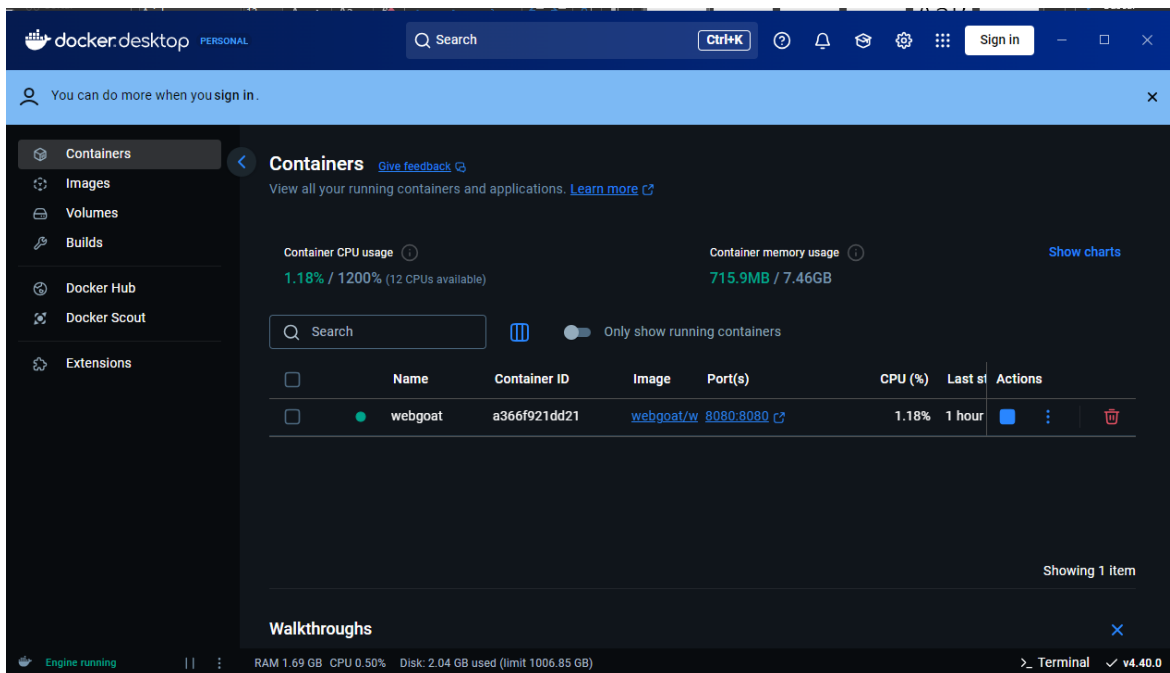 docker.desktop PERSONAL Search Ctrl+K Sign in
You can do more when you sign in.
Containers
Images
Volumes
Builds
Docker Hub
Docker Scout
Extensions
Containers Give feedback
View all your running containers and applications. Learn more
Container CPU usage
1.18% / 1200% (12 CPUs available)
Container memory usage
715.9MB / 7.46GB
Show charts
Search Only show running containers
Name Container ID Image Port(s) CPU (%) Last st Actions
webgoat a366f921dd21 webgoat/w 8080:8080 1.18% 1 hour
Showing 1 item
Walkthroughs
Engine running RAM 1.69 GB CPU 0.50% Disk: 2.04 GB used (limit 1006.85 GB) >_ Terminal v4.40.0